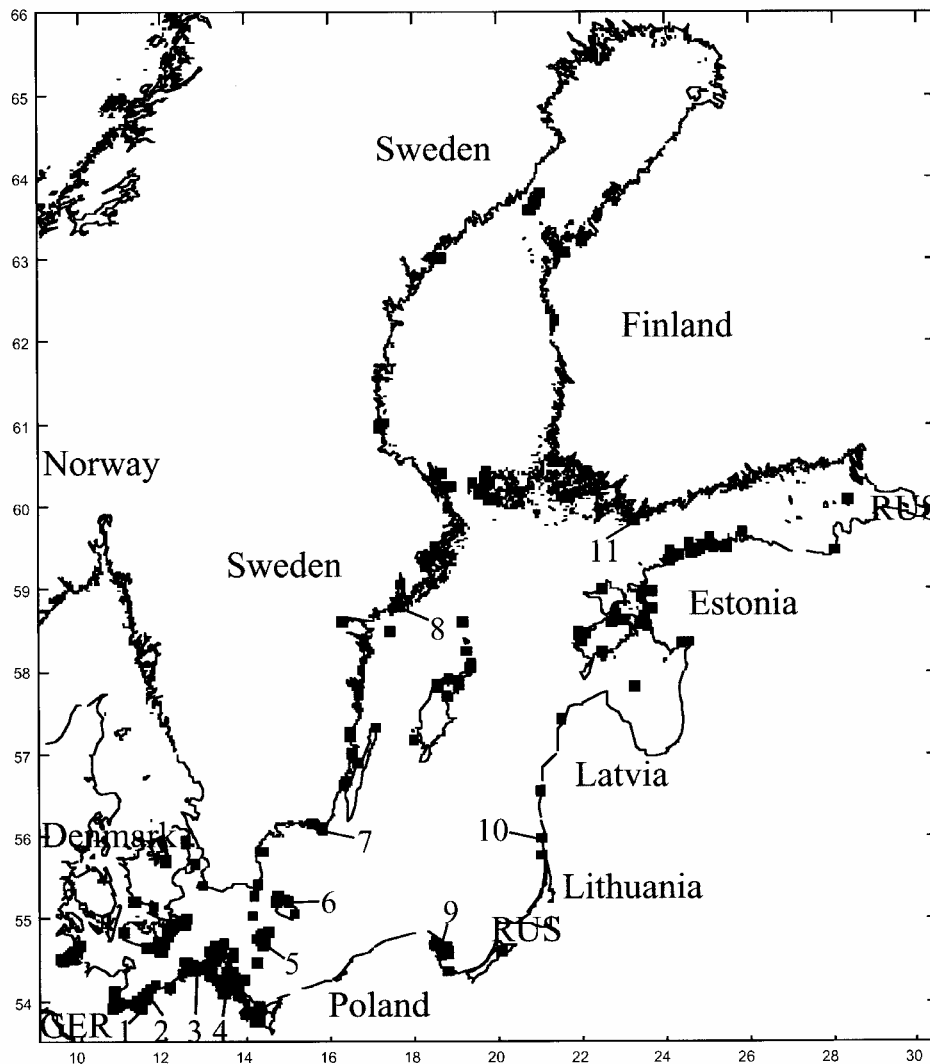 66
65
Sweden
64
63
Finland
62
61
Norway
60
RUS
11
Sweden
59
Estonia
8
58
57
Latvia
Denmark
10
56
7
Lithuania
6
9
55
RUS
5
Poland
54
GER
1
2
3
4
10
12
14
16
18
20
22
24
26
28
30